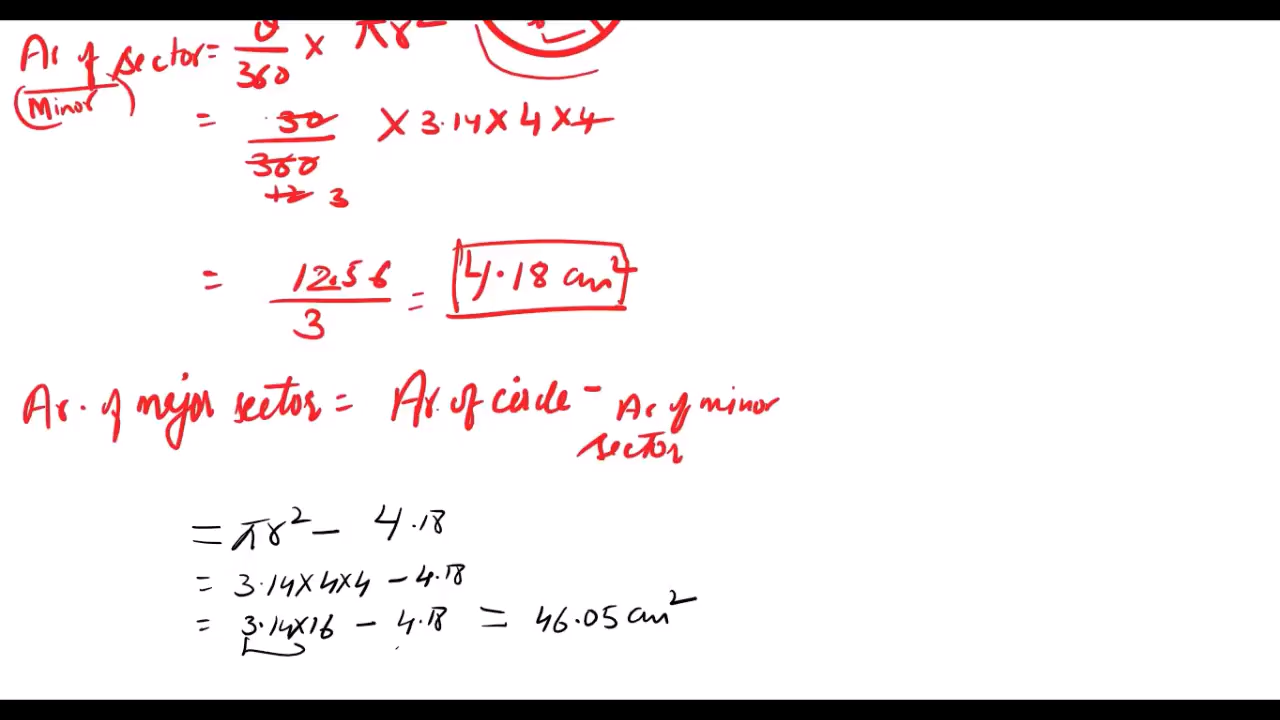 Ar of sector = θ/360 × πr²
(Minor)
= 30/360 × 3.14 × 4 × 4
12 3
= 12.56/3 = 4.18 cm²
Ar. of major sector = Ar. of circle - Ar of minor
sector
= πr² - 4.18
= 3.14×4×4 - 4.18
= 3.14×16 - 4.18 = 46.05 cm²